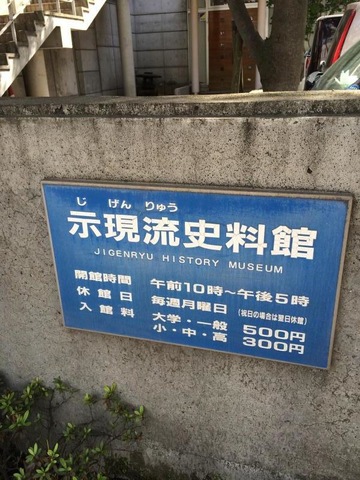 じ げん りゅう
示現流史料館
JIGENRYU HISTORY MUSEUM
開館時間 午前10時～午後5時
休館日 毎週月曜日 (祝日の場合は翌日休館)
入館料 大学・一般 500円
小・中・高 300円